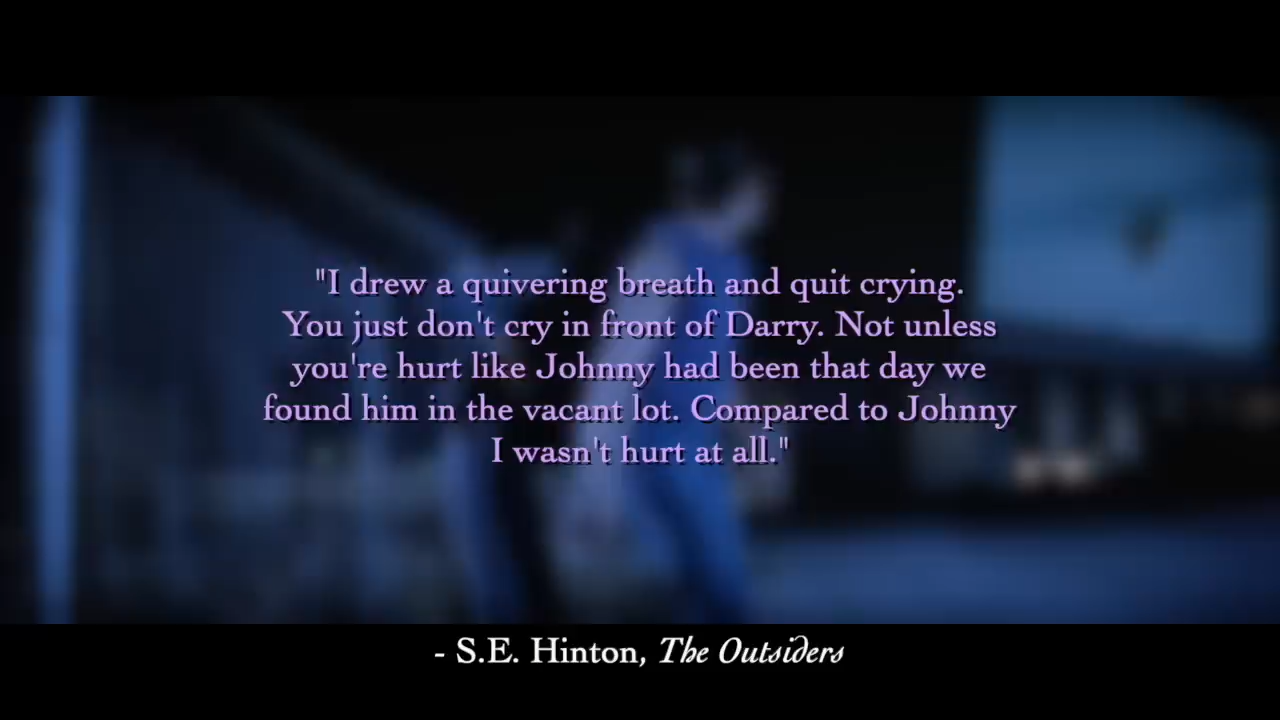 "I drew a quivering breath and quit crying.
You just don't cry in front of Darry. Not unless
you're hurt like Johnny had been that day we
found him in the vacant lot. Compared to Johnny
I wasn't hurt at all."
- S.E. Hinton, The Outsiders